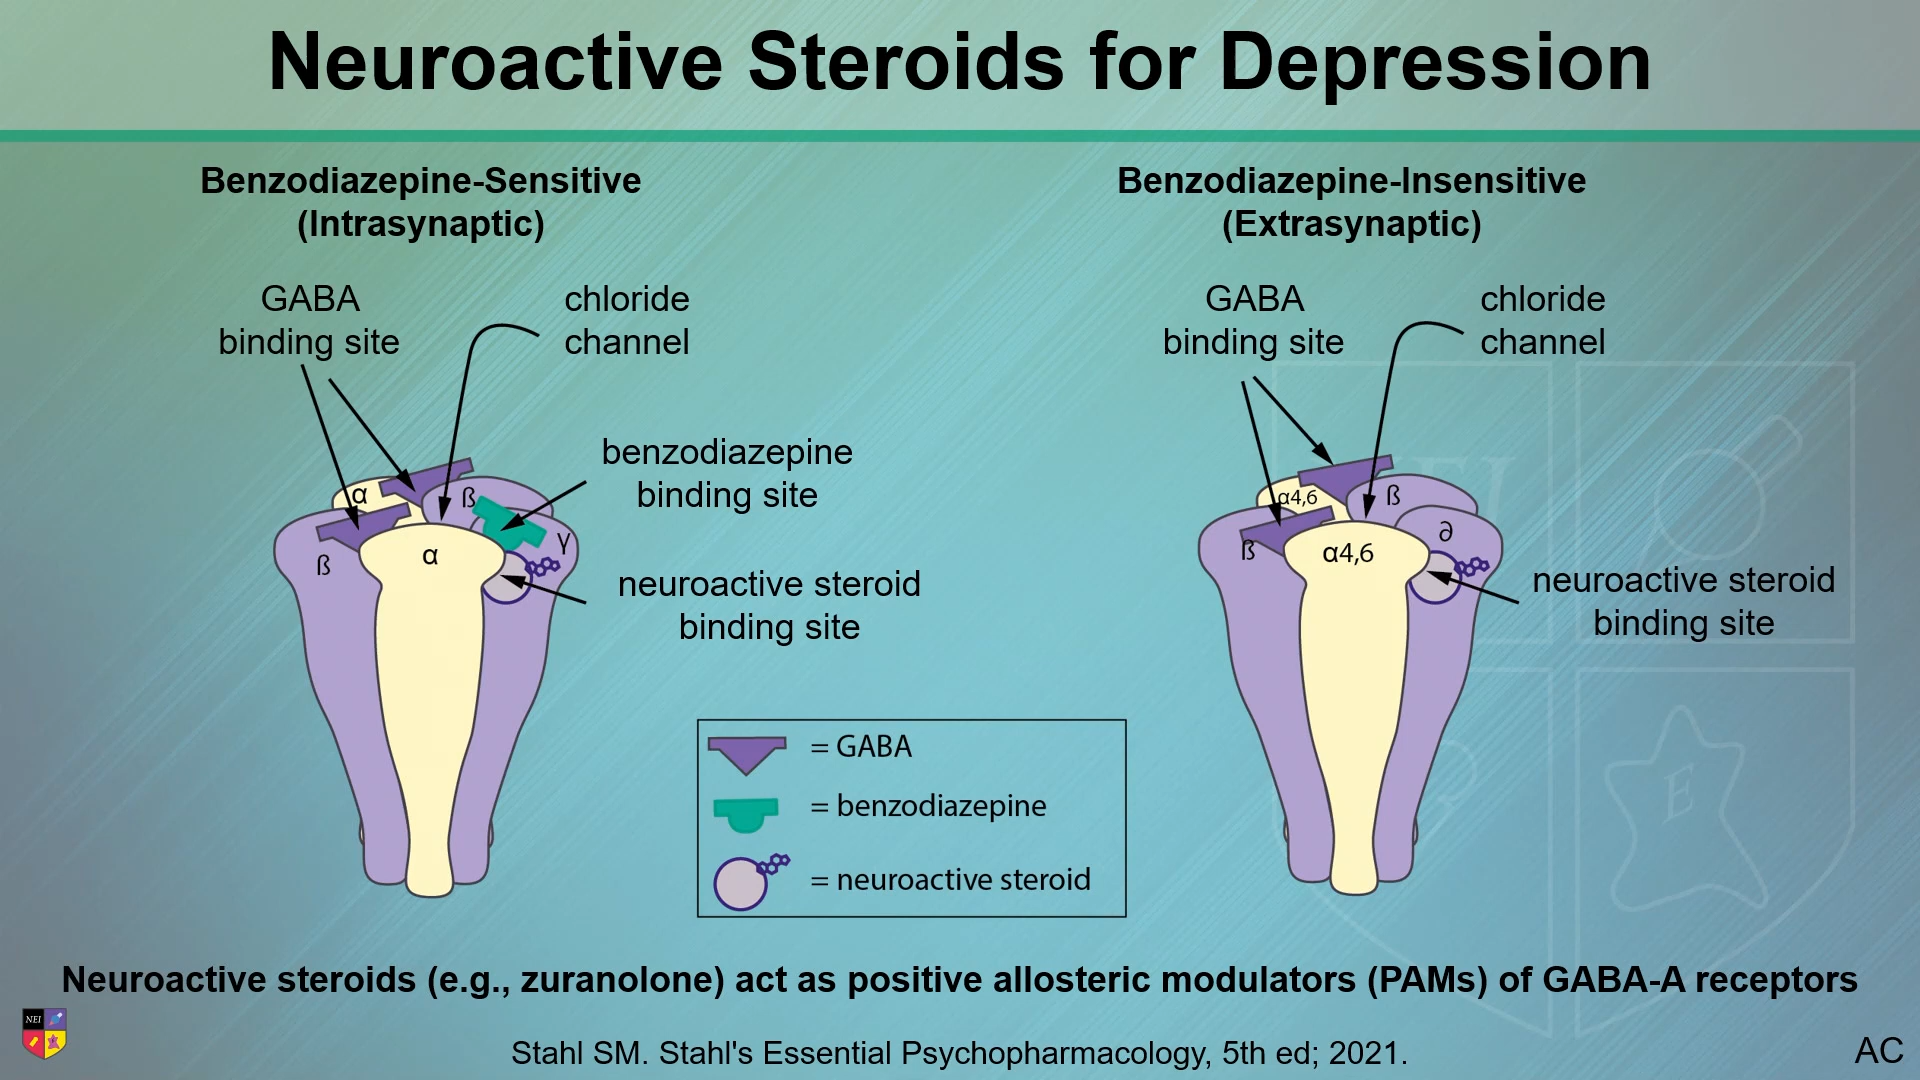 Neuroactive Steroids for Depression
Benzodiazepine-Sensitive
(Intrasynaptic)
GABA
binding site
chloride
channel
benzodiazepine
binding site
neuroactive steroid
binding site
α
ß
ß
α
γ
Benzodiazepine-Insensitive
(Extrasynaptic)
GABA
binding site
chloride
channel
neuroactive steroid
binding site
α4,6
ß
ß
α4,6
∂
= GABA
= benzodiazepine
= neuroactive steroid
Neuroactive steroids (e.g., zuranolone) act as positive allosteric modulators (PAMs) of GABA-A receptors
NEI
Stahl SM. Stahl's Essential Psychopharmacology, 5th ed; 2021.
AC
NEI
E